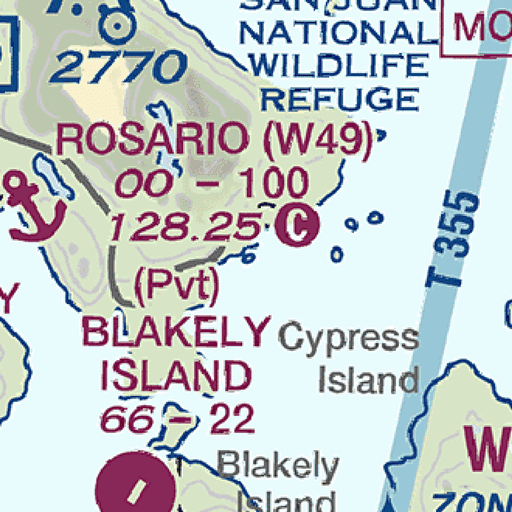 SAN JUAN
NATIONAL
WILDLIFE
REFUGE
MO
2770
ROSARIO (W49)
00 – 100
128.25 C
(Pvt)
T 355
Y
BLAKELY
ISLAND
66 – 22
Cypress
Island
Blakely
Island
W
ZON